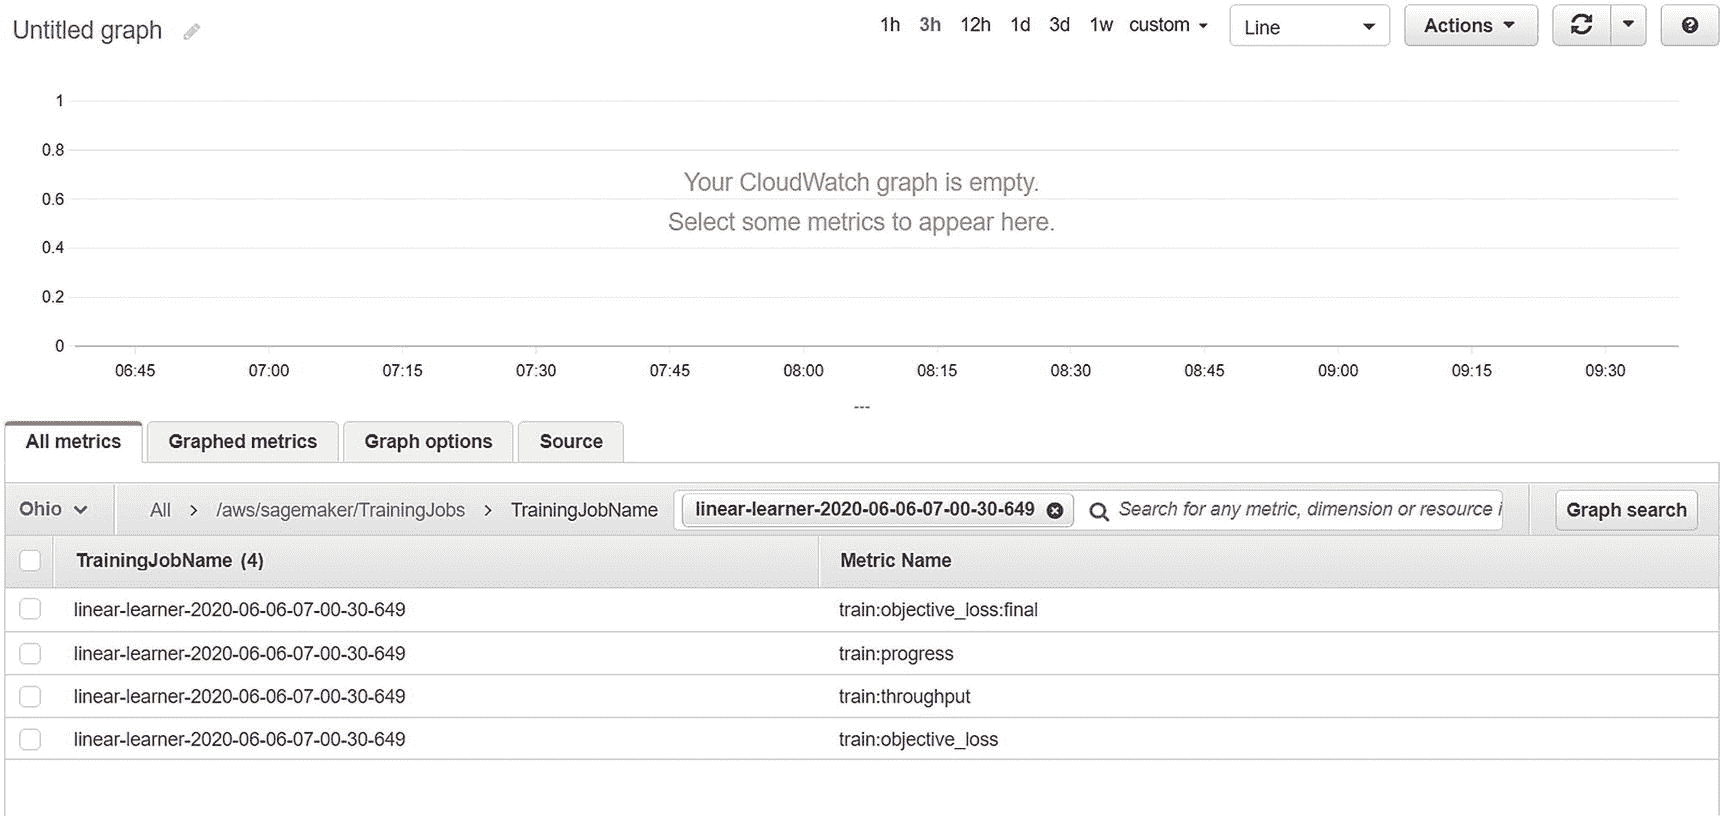 Untitled graph
1h 3h 12h 1d 3d 1w custom Line Actions
1
0.8
0.6
0.4
0.2
0
Your CloudWatch graph is empty.
Select some metrics to appear here.
06:45 07:00 07:15 07:30 07:45 08:00 08:15 08:30 08:45 09:00 09:15 09:30
All metrics Graphed metrics Graph options Source
Ohio All > /aws/sagemaker/TrainingJobs > TrainingJobName linear-learner-2020-06-06-07-00-30-649 Search for any metric, dimension or resource i Graph search
TrainingJobName (4) Metric Name
linear-learner-2020-06-06-07-00-30-649 train:objective_loss:final
linear-learner-2020-06-06-07-00-30-649 train:progress
linear-learner-2020-06-06-07-00-30-649 train:throughput
linear-learner-2020-06-06-07-00-30-649 train:objective_loss